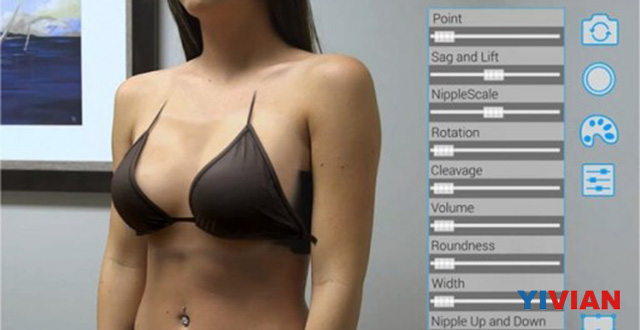 Point
Sag and Lift
NippleScale
Rotation
Cleavage
Volume
Roundness
Width
Nipple Up and Down
YIVIAN